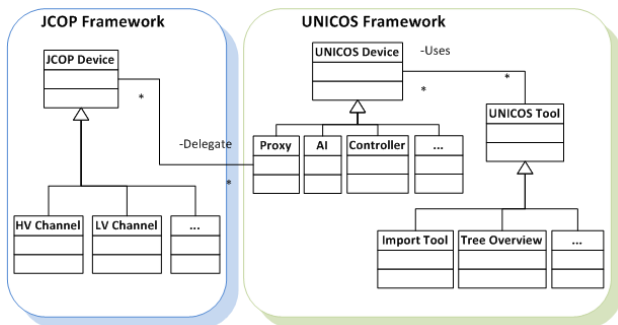 JCOP Framework
UNICOS Framework
JCOP Device
*
UNICOS Device
-Uses
*
*
UNICOS Tool
-Delegate
*
Proxy
AI
Controller
...
HV Channel
LV Channel
...
Import Tool
Tree Overview
...